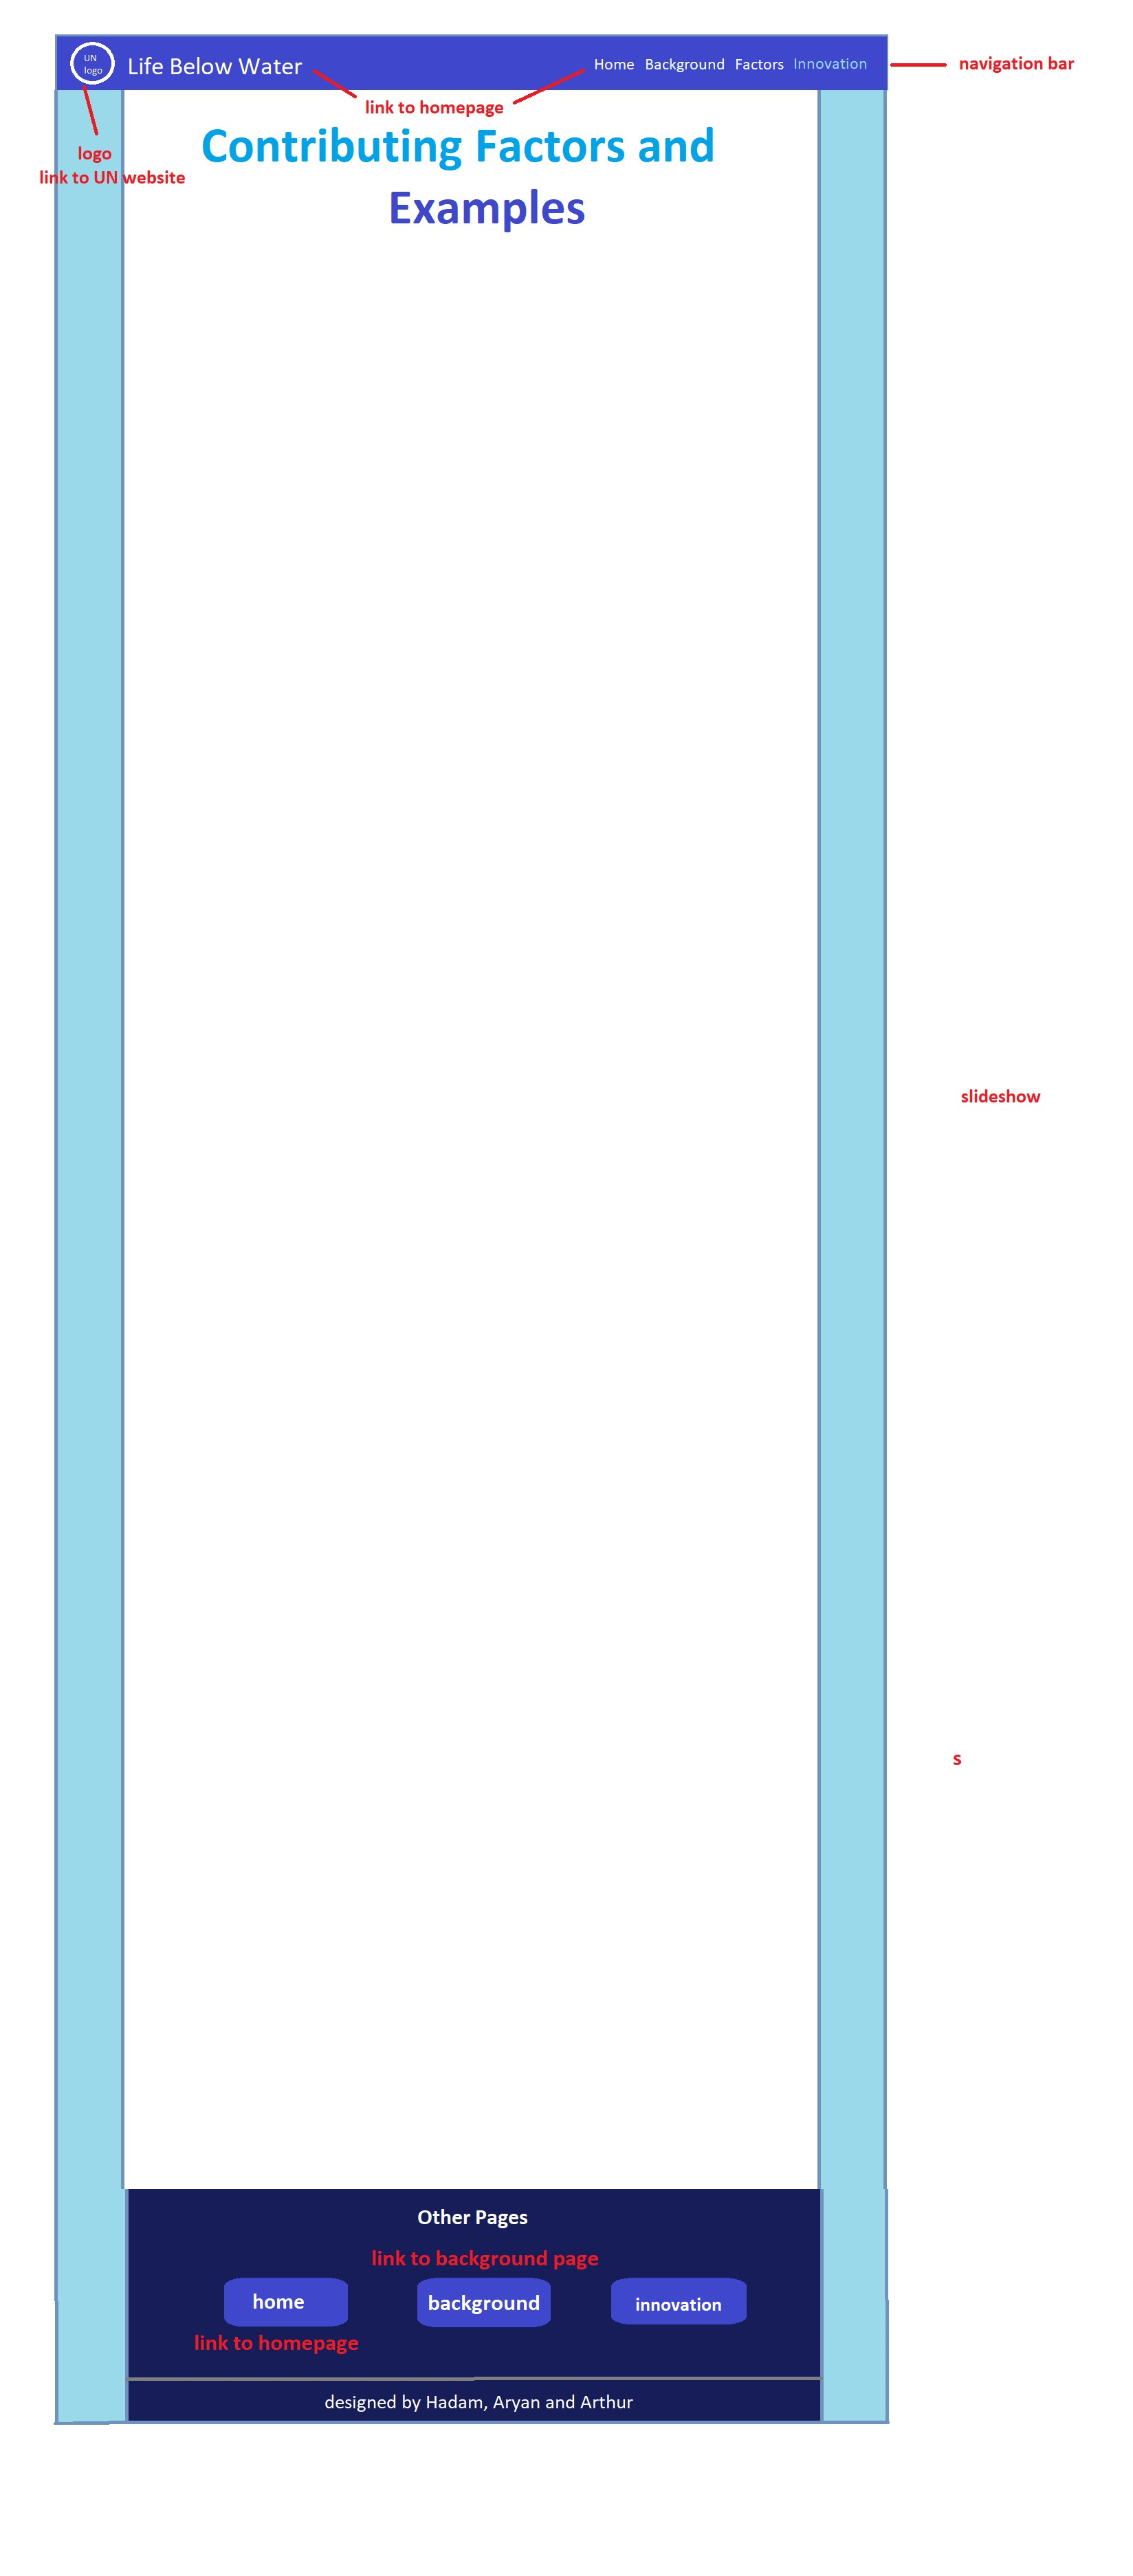 UN
logo
Life Below Water
Home Background Factors Innovation
navigation bar
link to homepage
logo
link to UN website
Contributing Factors and
Examples
slideshow
s
Other Pages
link to background page
home
background
innovation
link to homepage
designed by Hadam, Aryan and Arthur